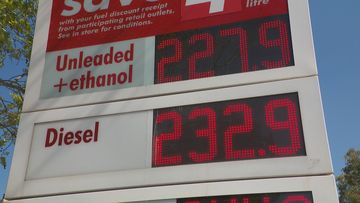 with your fuel discount receipt
from participating retail outlets.
See in store for conditions.
litre
Unleaded
+ethanol
227.9
Diesel
232.9